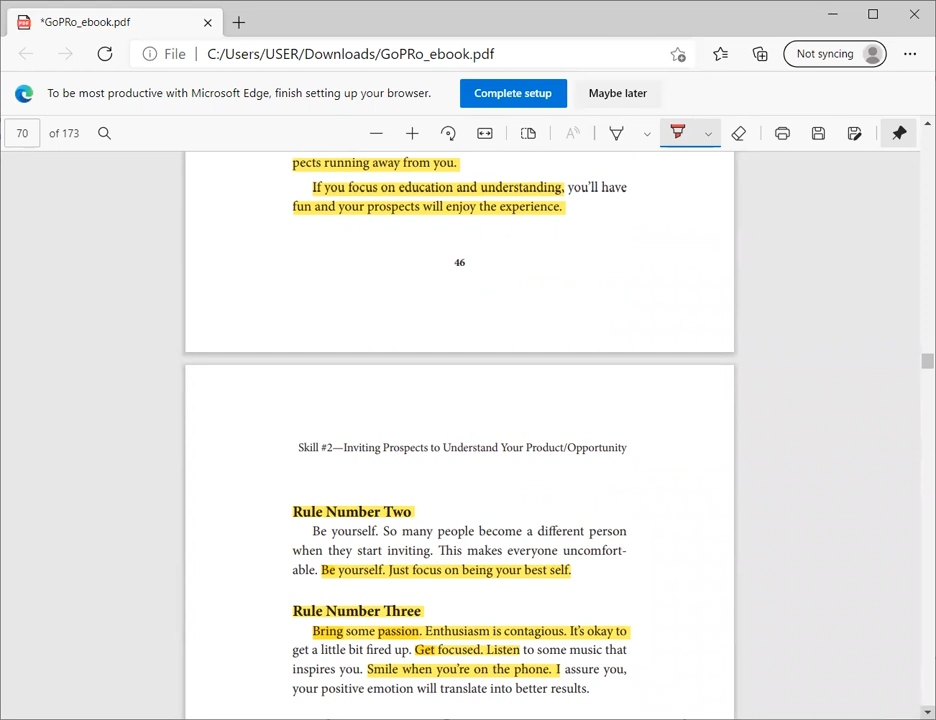 *GoPRo_ebook.pdf
File | C:/Users/USER/Downloads/GoPRo_ebook.pdf
Not syncing
To be most productive with Microsoft Edge, finish setting up your browser.
Complete setup
Maybe later
70 of 173
pects running away from you.
If you focus on education and understanding, you’ll have
fun and your prospects will enjoy the experience.
46
Skill #2—Inviting Prospects to Understand Your Product/Opportunity
Rule Number Two
Be yourself. So many people become a different person
when they start inviting. This makes everyone uncomfort-
able. Be yourself. Just focus on being your best self.
Rule Number Three
Bring some passion. Enthusiasm is contagious. It’s okay to
get a little bit fired up. Get focused. Listen to some music that
inspires you. Smile when you’re on the phone. I assure you,
your positive emotion will translate into better results.